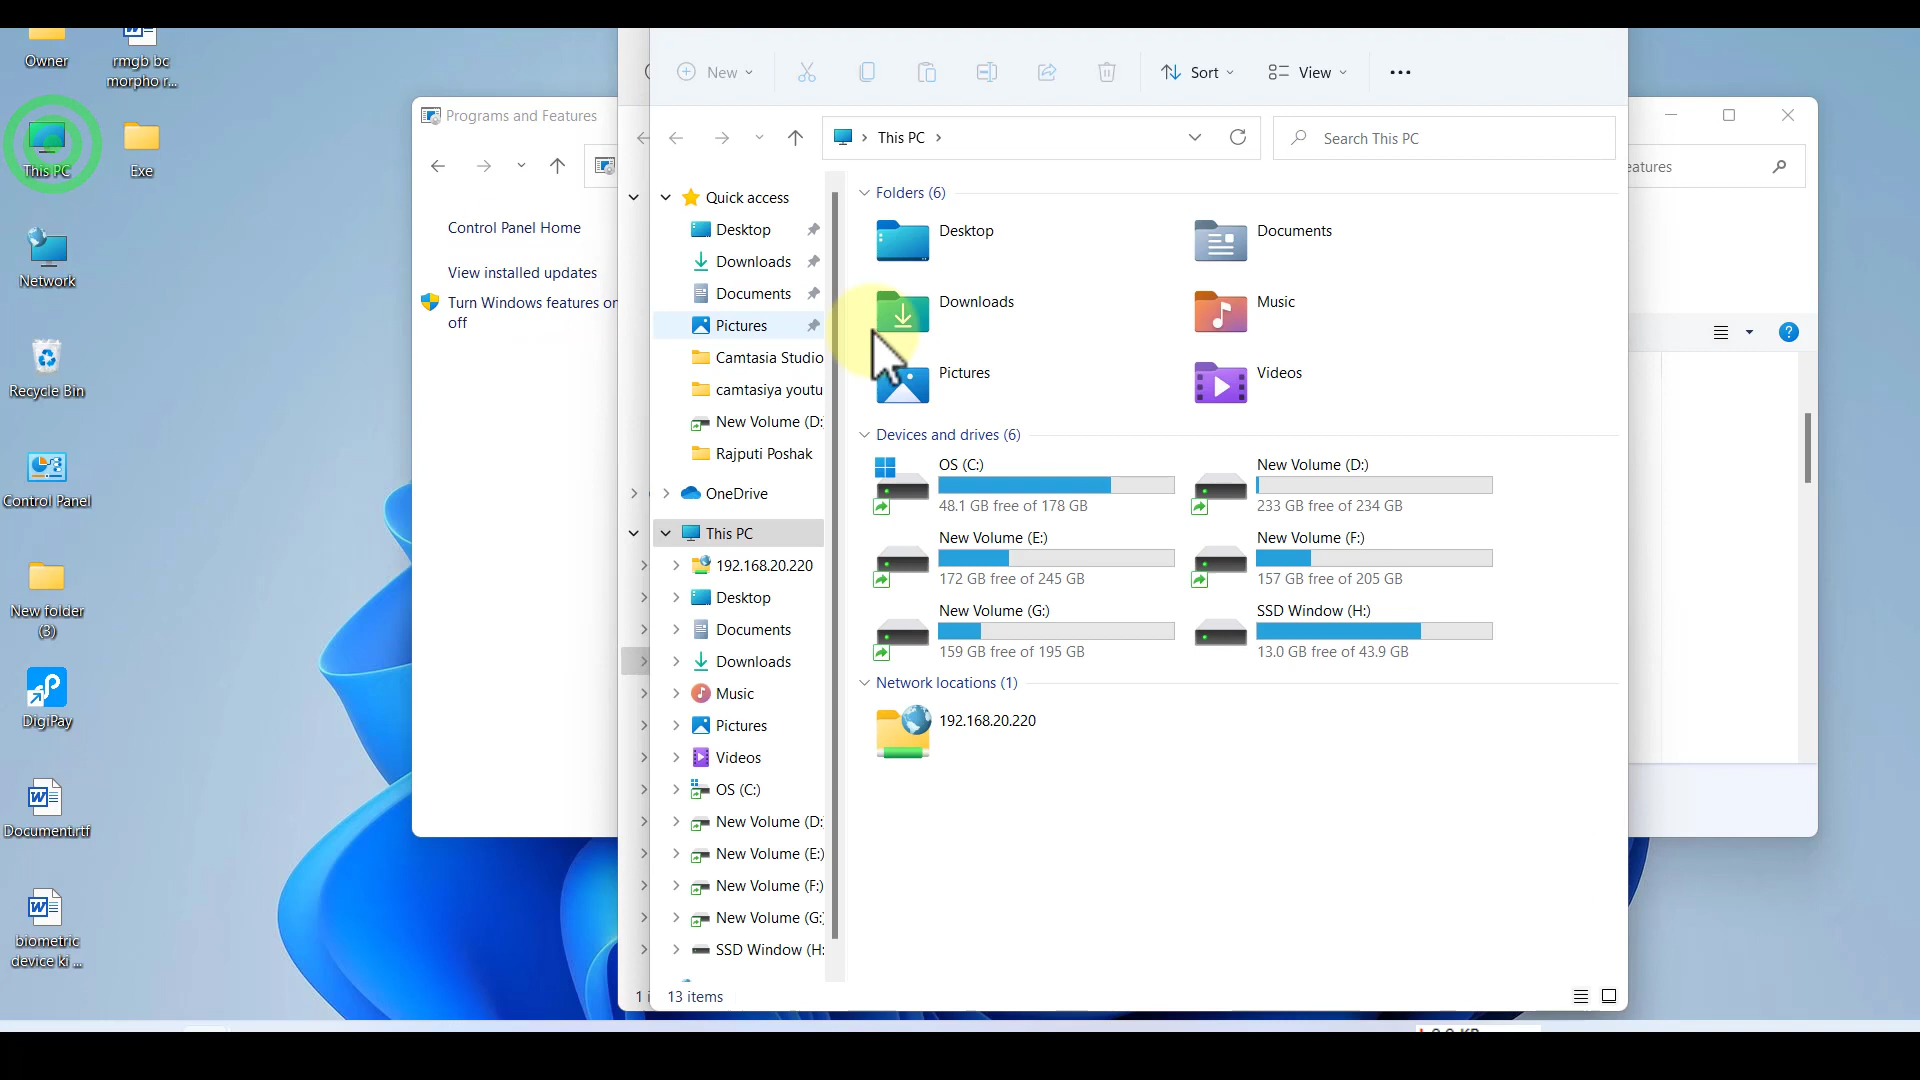 Owner
rmgb bc
morpho r...
This PC
Exe
Network
Recycle Bin
Control Panel
New folder
(3)
DigiPay
Document.rtf
biometric
device ki ...
Programs and Features
Control Panel Home
View installed updates
Turn Windows features or
off
New
Sort
View
This PC
Search This PC
Quick access
Desktop
Downloads
Documents
Pictures
Camtasia Studio
camtasiya youtu
New Volume (D:
Rajputi Poshak
OneDrive
This PC
192.168.20.220
Desktop
Documents
Downloads
Music
Pictures
Videos
OS (C:)
New Volume (D:
New Volume (E:)
New Volume (F:)
New Volume (G:
SSD Window (H:
Folders (6)
Desktop
Documents
Downloads
Music
Pictures
Videos
Devices and drives (6)
OS (C:)
48.1 GB free of 178 GB
New Volume (D:)
233 GB free of 234 GB
New Volume (E:)
172 GB free of 245 GB
New Volume (F:)
157 GB free of 205 GB
New Volume (G:)
159 GB free of 195 GB
SSD Window (H:)
13.0 GB free of 43.9 GB
Network locations (1)
192.168.20.220
1 i
13 items
eatures